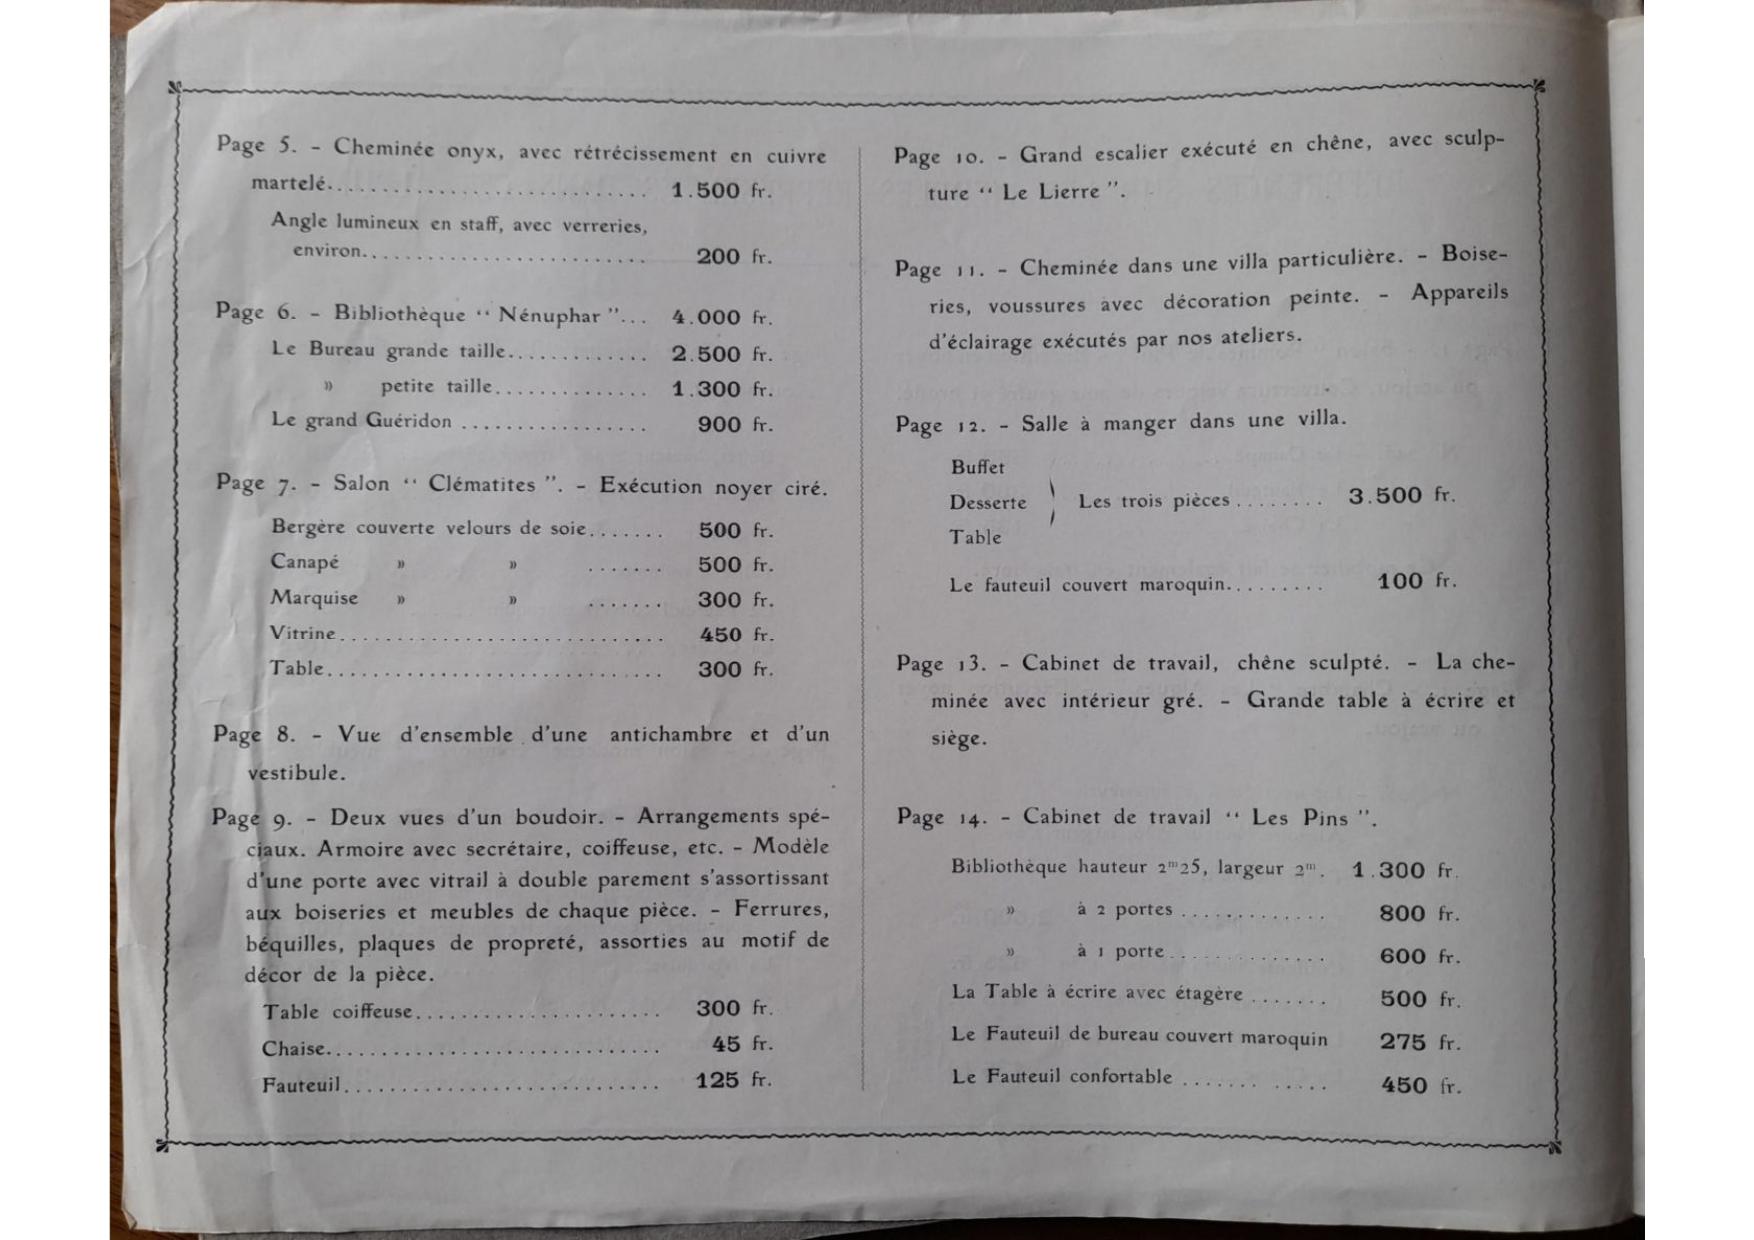 Page 5. - Cheminée onyx, avec rétrécissement en cuivre
martelé............................. 1.500 fr.
Angle lumineux en staff, avec verreries,
environ......................... 200 fr.
Page 6. - Bibliothèque “ Nénuphar ”... 4.000 fr.
Le Bureau grande taille............. 2.500 fr.
» petite taille.............. 1.300 fr.
Le grand Guéridon ................. 900 fr.
Page 7. - Salon “ Clématites ”. - Exécution noyer ciré.
Bergère couverte velours de soie....... 500 fr.
Canapé » » ....... 500 fr.
Marquise » » ....... 300 fr.
Vitrine............................. 450 fr.
Table.............................. 300 fr.
Page 8. - Vue d'ensemble d'une antichambre et d'un
vestibule.
Page 9. - Deux vues d'un boudoir. - Arrangements spé-
ciaux. Armoire avec secrétaire, coiffeuse, etc. - Modèle
d'une porte avec vitrail à double parement s'assortissant
aux boiseries et meubles de chaque pièce. - Ferrures,
béquilles, plaques de propreté, assorties au motif de
décor de la pièce.
Table coiffeuse...................... 300 fr.
Chaise.............................. 45 fr.
Fauteuil............................ 125 fr.
Page 10. - Grand escalier exécuté en chêne, avec sculp-
ture “ Le Lierre ”.
Page 11. - Cheminée dans une villa particulière. - Boise-
ries, voussures avec décoration peinte. - Appareils
d'éclairage exécutés par nos ateliers.
Page 12. - Salle à manger dans une villa.
Buffet
Desserte } Les trois pièces........ 3.500 fr.
Table
Le fauteuil couvert maroquin......... 100 fr.
Page 13. - Cabinet de travail, chêne sculpté. - La che-
minée avec intérieur gré. - Grande table à écrire et
siège.
Page 14. - Cabinet de travail “ Les Pins ”.
Bibliothèque hauteur 2ᵐ25, largeur 2ᵐ. 1.300 fr.
» à 2 portes ............. 800 fr.
» à 1 porte.............. 600 fr.
La Table à écrire avec étagère ....... 500 fr.
Le Fauteuil de bureau couvert maroquin 275 fr.
Le Fauteuil confortable ............ 450 fr.